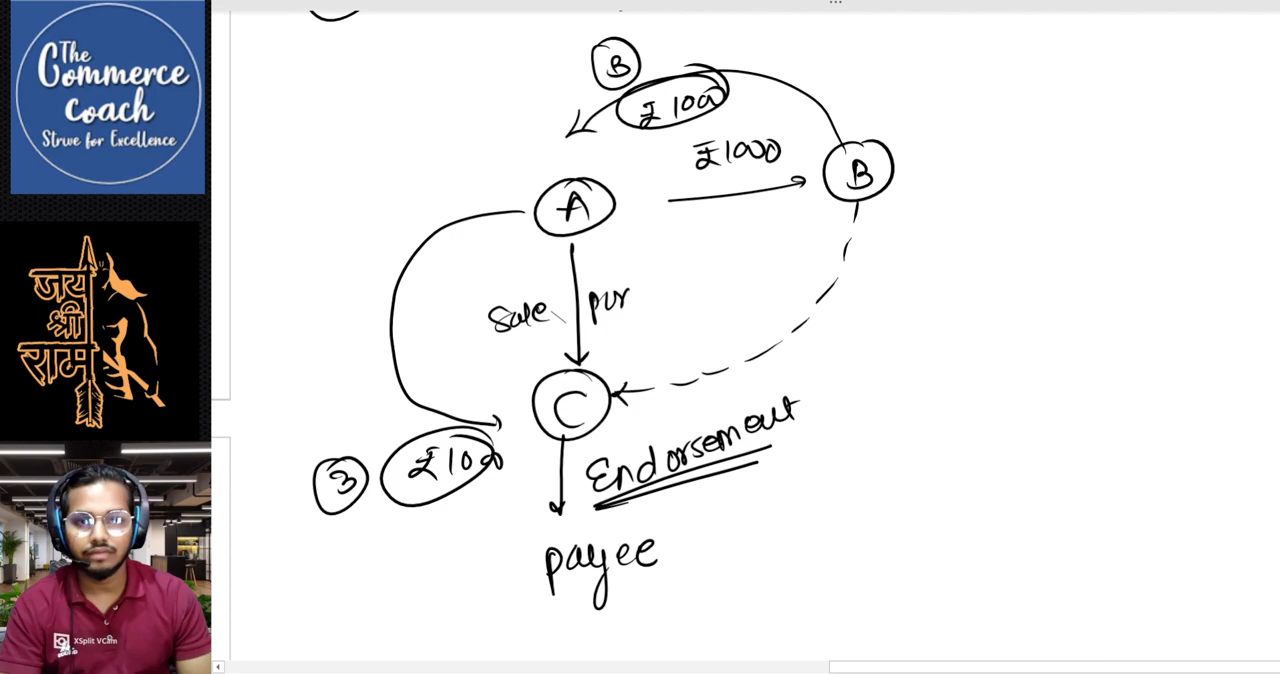 The
Commerce
Coach
Strive for Excellence
जय
श्री
राम
XSplit VCam
B
₹100
₹1000
B
A
Sale
pur
C
3
₹100
Endorsement
payee